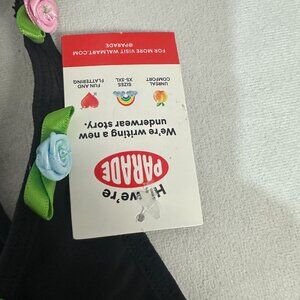 Hi, we're
PARADE
We're writing a new
underwear story.
UNREAL
COMFORT
SIZES
XS-3XL
FUN AND
FLATTERING
FOR MORE VISIT WALMART.COM
@PARADE